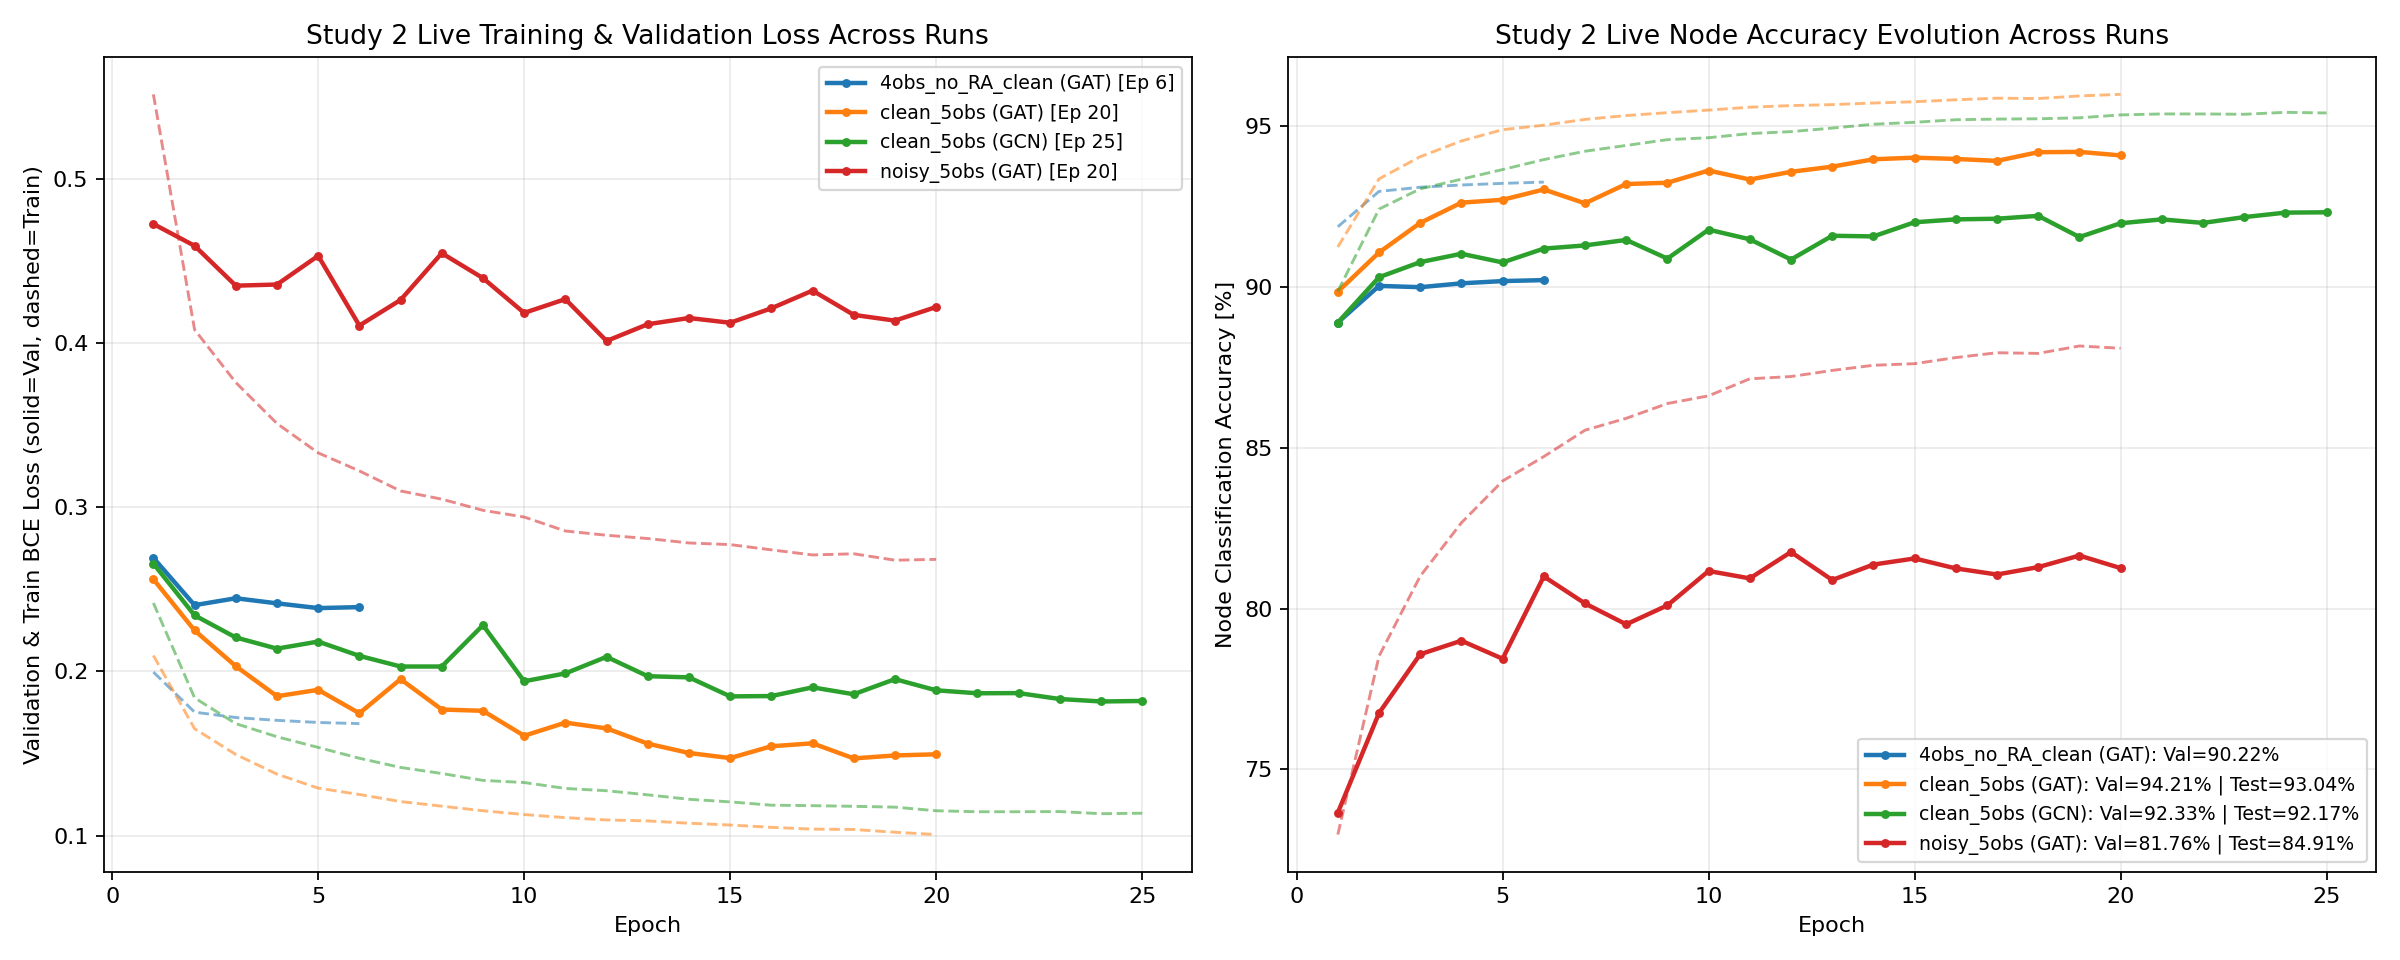 Study 2 Live Training & Validation Loss Across Runs
Validation & Train BCE Loss (solid=Val, dashed=Train)
0.5
0.4
0.3
0.2
0.1
4obs_no_RA_clean (GAT) [Ep 6]
clean_5obs (GAT) [Ep 20]
clean_5obs (GCN) [Ep 25]
noisy_5obs (GAT) [Ep 20]
0 5 10 15 20 25
Epoch
Study 2 Live Node Accuracy Evolution Across Runs
Node Classification Accuracy [%]
95
90
85
80
75
4obs_no_RA_clean (GAT): Val=90.22%
clean_5obs (GAT): Val=94.21% | Test=93.04%
clean_5obs (GCN): Val=92.33% | Test=92.17%
noisy_5obs (GAT): Val=81.76% | Test=84.91%
0 5 10 15 20 25
Epoch